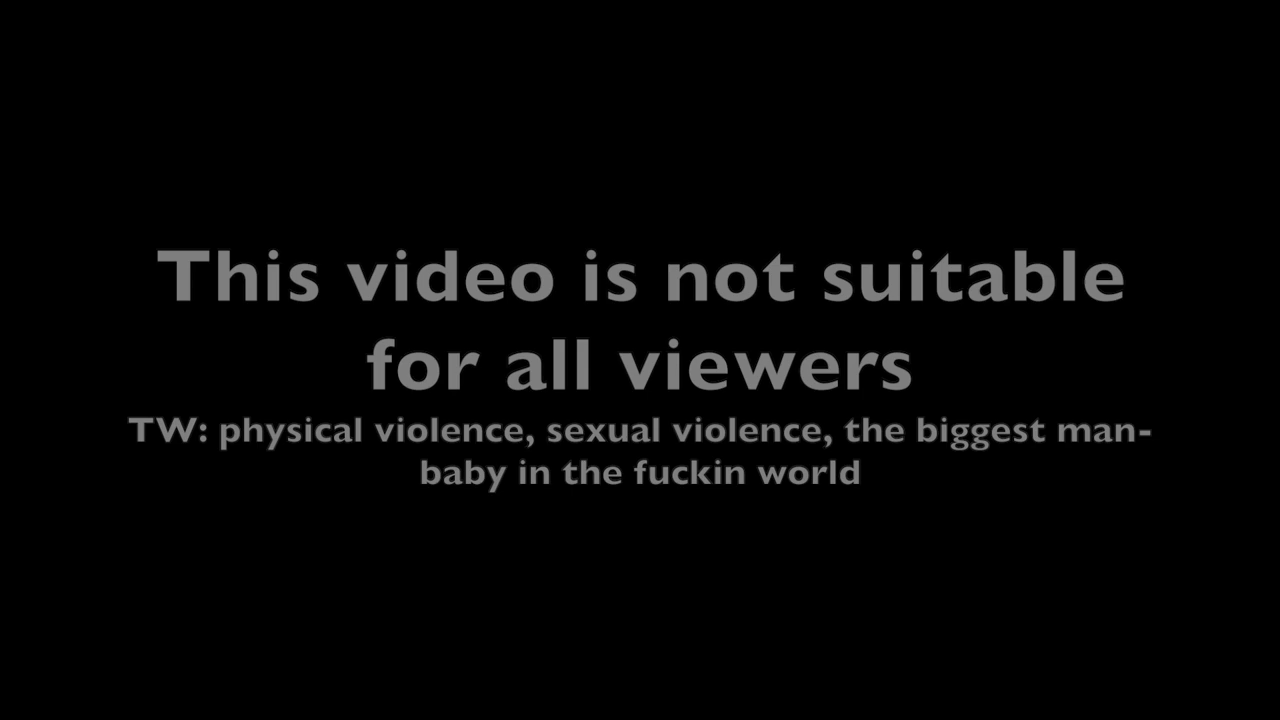 This video is not suitable
for all viewers
TW: physical violence, sexual violence, the biggest man-
baby in the fuckin world